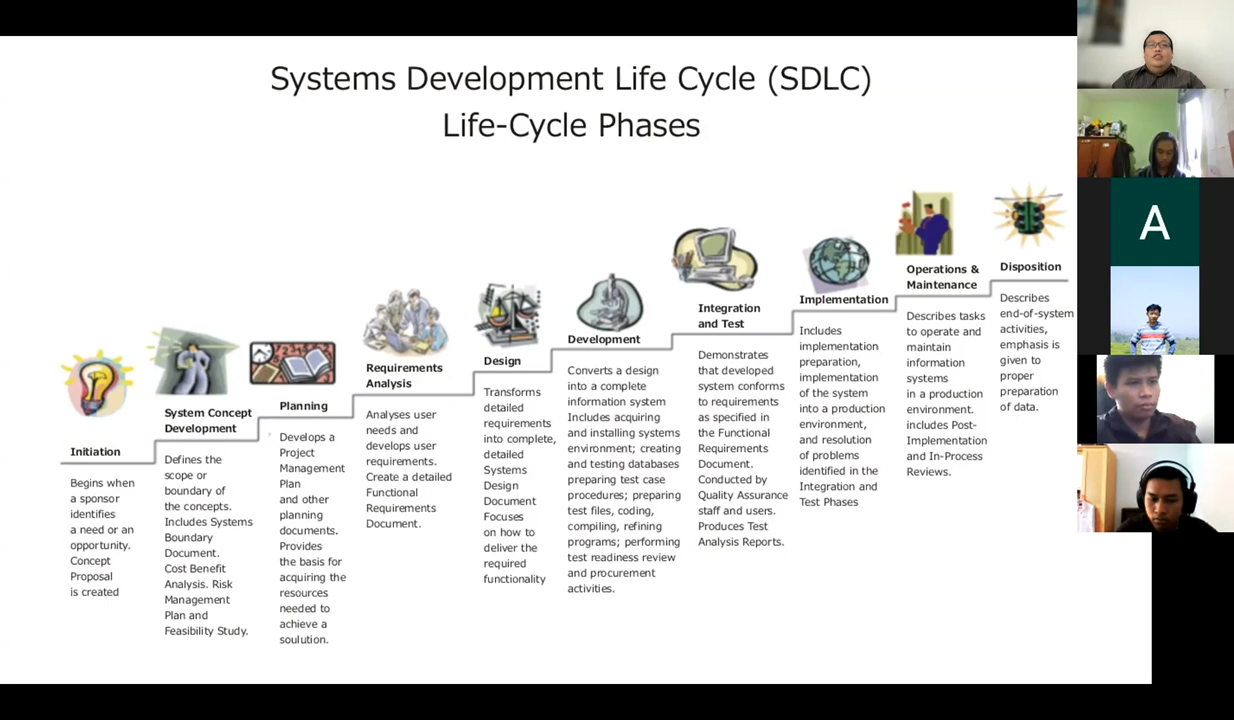 Systems Development Life Cycle (SDLC)
Life-Cycle Phases
Initiation
Begins when
a sponsor
identifies
a need or an
opportunity.
Concept
Proposal
is created
System Concept
Development
Defines the
scope or
boundary of
the concepts.
Includes Systems
Boundary
Document.
Cost Benefit
Analysis. Risk
Management
Plan and
Feasibility Study.
Planning
Develops a
Project
Management
Plan
and other
planning
documents.
Provides
the basis for
acquiring the
resources
needed to
achieve a
soulution.
Requirements
Analysis
Analyses user
needs and
develops user
requirements.
Create a detailed
Functional
Requirements
Document.
Design
Transforms
detailed
requirements
into complete,
detailed
Systems
Design
Document
Focuses
on how to
deliver the
required
functionality
Development
Converts a design
into a complete
information system
Includes acquiring
and installing systems
environment; creating
and testing databases
preparing test case
procedures; preparing
test files, coding,
compiling, refining
programs; performing
test readiness review
and procurement
activities.
Integration
and Test
Demonstrates
that developed
system conforms
to requirements
as specified in
the Functional
Requirements
Document.
Conducted by
Quality Assurance
staff and users.
Produces Test
Analysis Reports.
Implementation
Includes
implementation
preparation,
implementation
of the system
into a production
environment,
and resolution
of problems
identified in the
Integration and
Test Phases
Operations &
Maintenance
Describes tasks
to operate and
maintain
information
systems
in a production
environment.
includes Post-
Implementation
and In-Process
Reviews.
Disposition
Describes
end-of-system
activities,
emphasis is
given to
proper
preparation
of data.
A